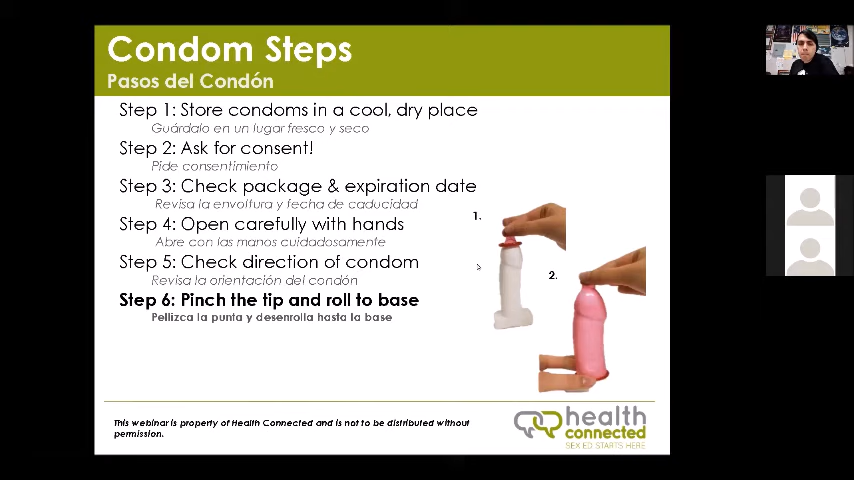 Condom Steps
Pasos del Condón
Step 1: Store condoms in a cool, dry place
Guárdalo en un lugar fresco y seco
Step 2: Ask for consent!
Pide consentimiento
Step 3: Check package & expiration date
Revisa la envoltura y fecha de caducidad
Step 4: Open carefully with hands
Abre con las manos cuidadosamente
Step 5: Check direction of condom
Revisa la orientación del condón
Step 6: Pinch the tip and roll to base
Pellizca la punta y desenrolla hasta la base
1.
2.
This webinar is property of Health Connected and is not to be distributed without
permission.
health
connected
SEX ED STARTS HERE